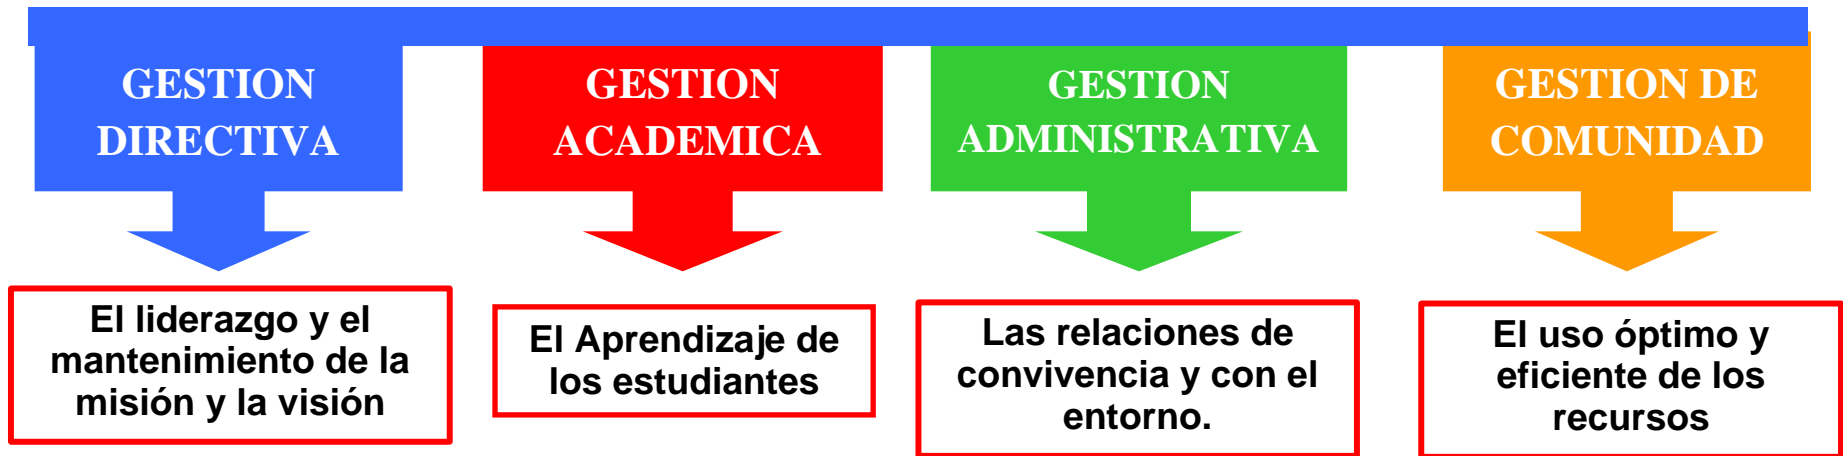 GESTION
DIRECTIVA
GESTION
ACADEMICA
GESTION
ADMINISTRATIVA
GESTION DE
COMUNIDAD
El liderazgo y el
mantenimiento de la
misión y la visión
El Aprendizaje de
los estudiantes
Las relaciones de
convivencia y con el
entorno.
El uso óptimo y
eficiente de los
recursos